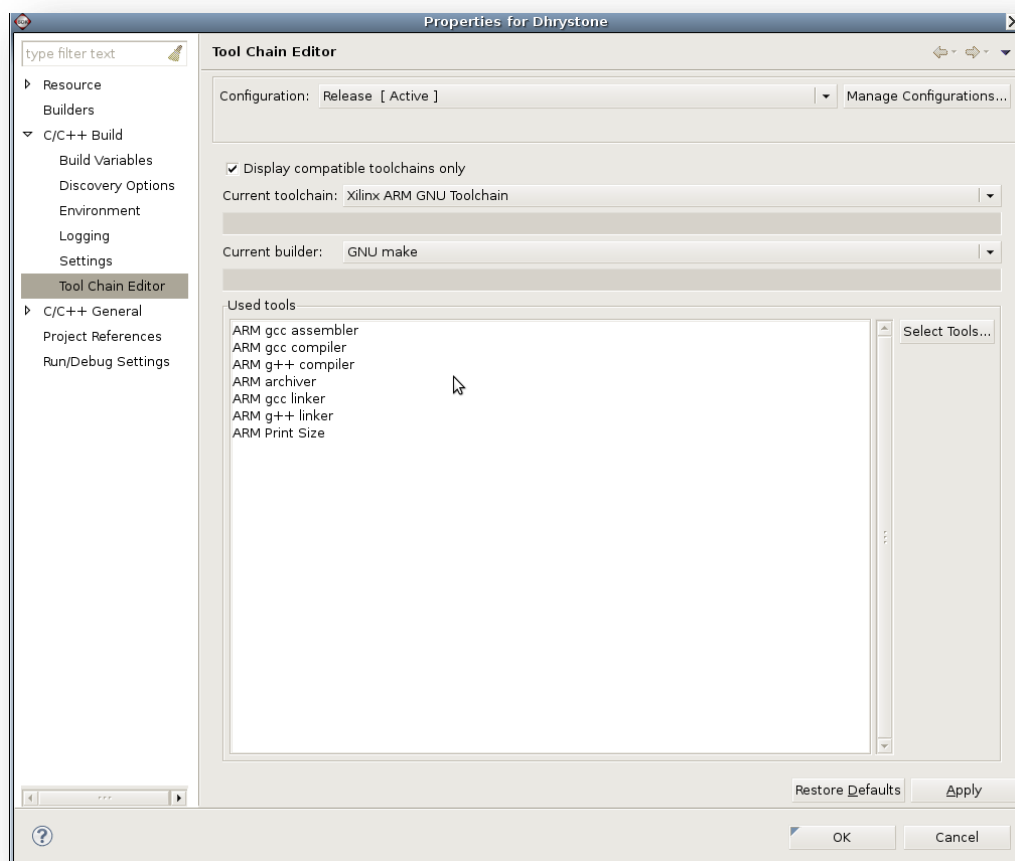 Properties for Dhrystone
type filter text
Resource
Builders
C/C++ Build
Build Variables
Discovery Options
Environment
Logging
Settings
Tool Chain Editor
C/C++ General
Project References
Run/Debug Settings
Tool Chain Editor
Configuration: Release [ Active ]
Manage Configurations...
Display compatible toolchains only
Current toolchain: Xilinx ARM GNU Toolchain
Current builder: GNU make
Used tools
ARM gcc assembler
ARM gcc compiler
ARM g++ compiler
ARM archiver
ARM gcc linker
ARM g++ linker
ARM Print Size
Select Tools...
Restore Defaults
Apply
?
OK
Cancel